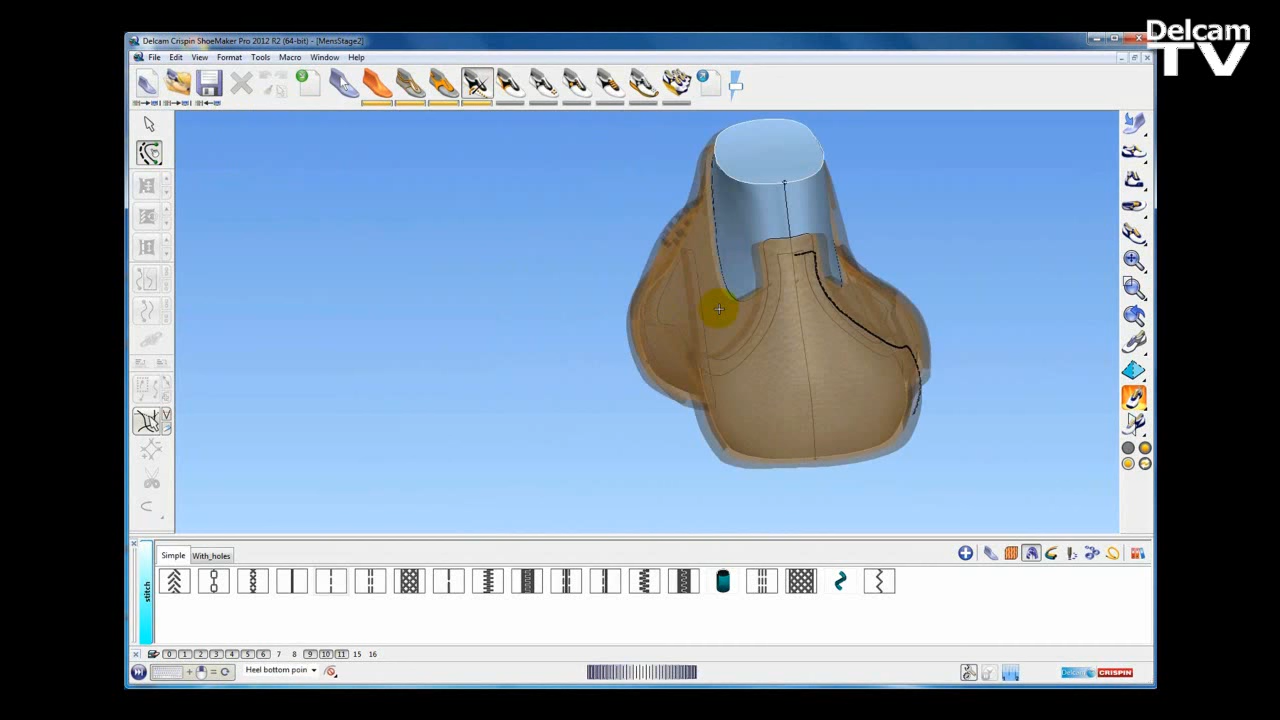 Delcam
TV
Delcam Crispin ShoeMaker Pro 2012 R2 (64-bit) - [MensStage2]
File Edit View Format Tools Macro Window Help
Simple With_holes
stitch
0 1 2 3 4 5 6 7 8 9 10 11 15 16
Heel bottom poin
Delcam CRISPIN